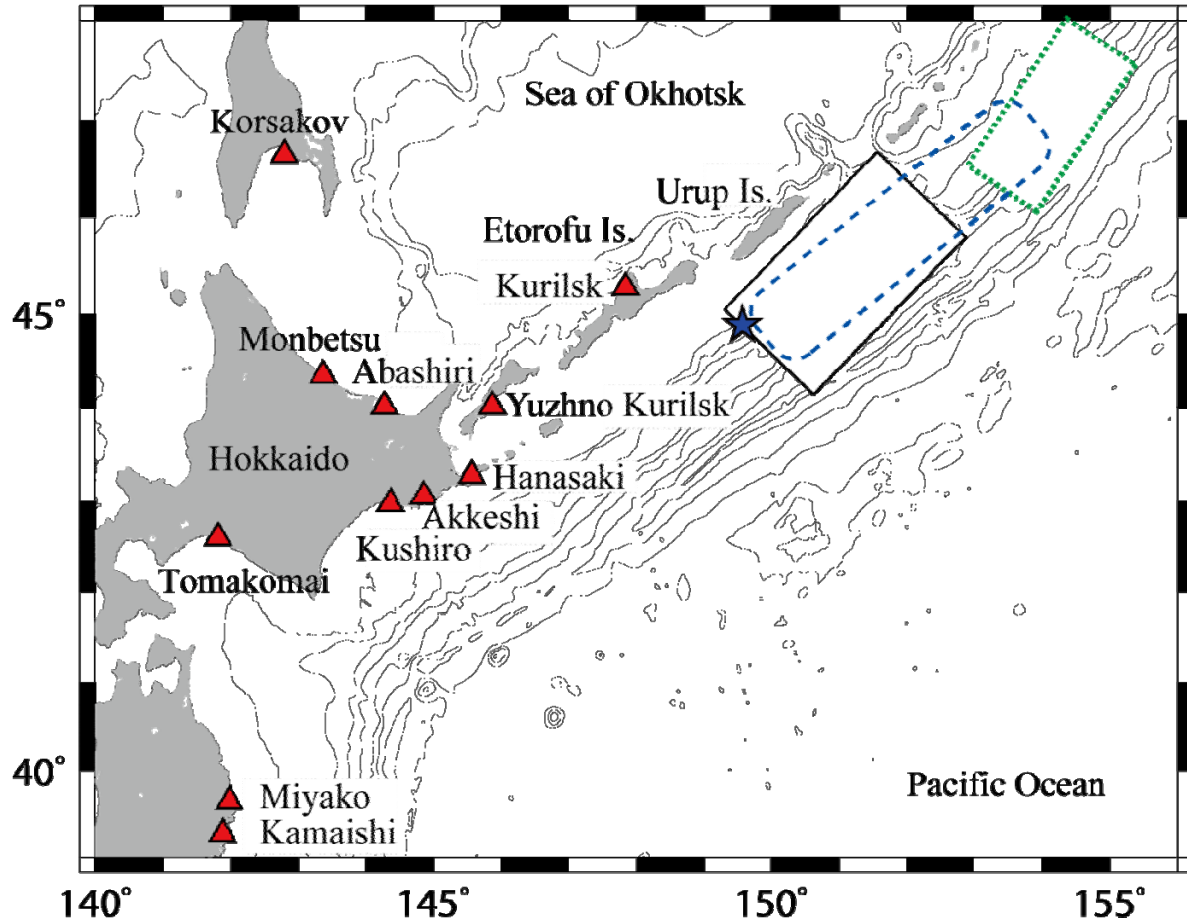 Sea of Okhotsk
Korsakov
Urup Is.
Etorofu Is.
Kurilsk
45°
Monbetsu
Abashiri
Yuzhno Kurilsk
Hokkaido
Hanasaki
Akkeshi
Kushiro
Tomakomai
40°
Pacific Ocean
Miyako
Kamaishi
140°
145°
150°
155°